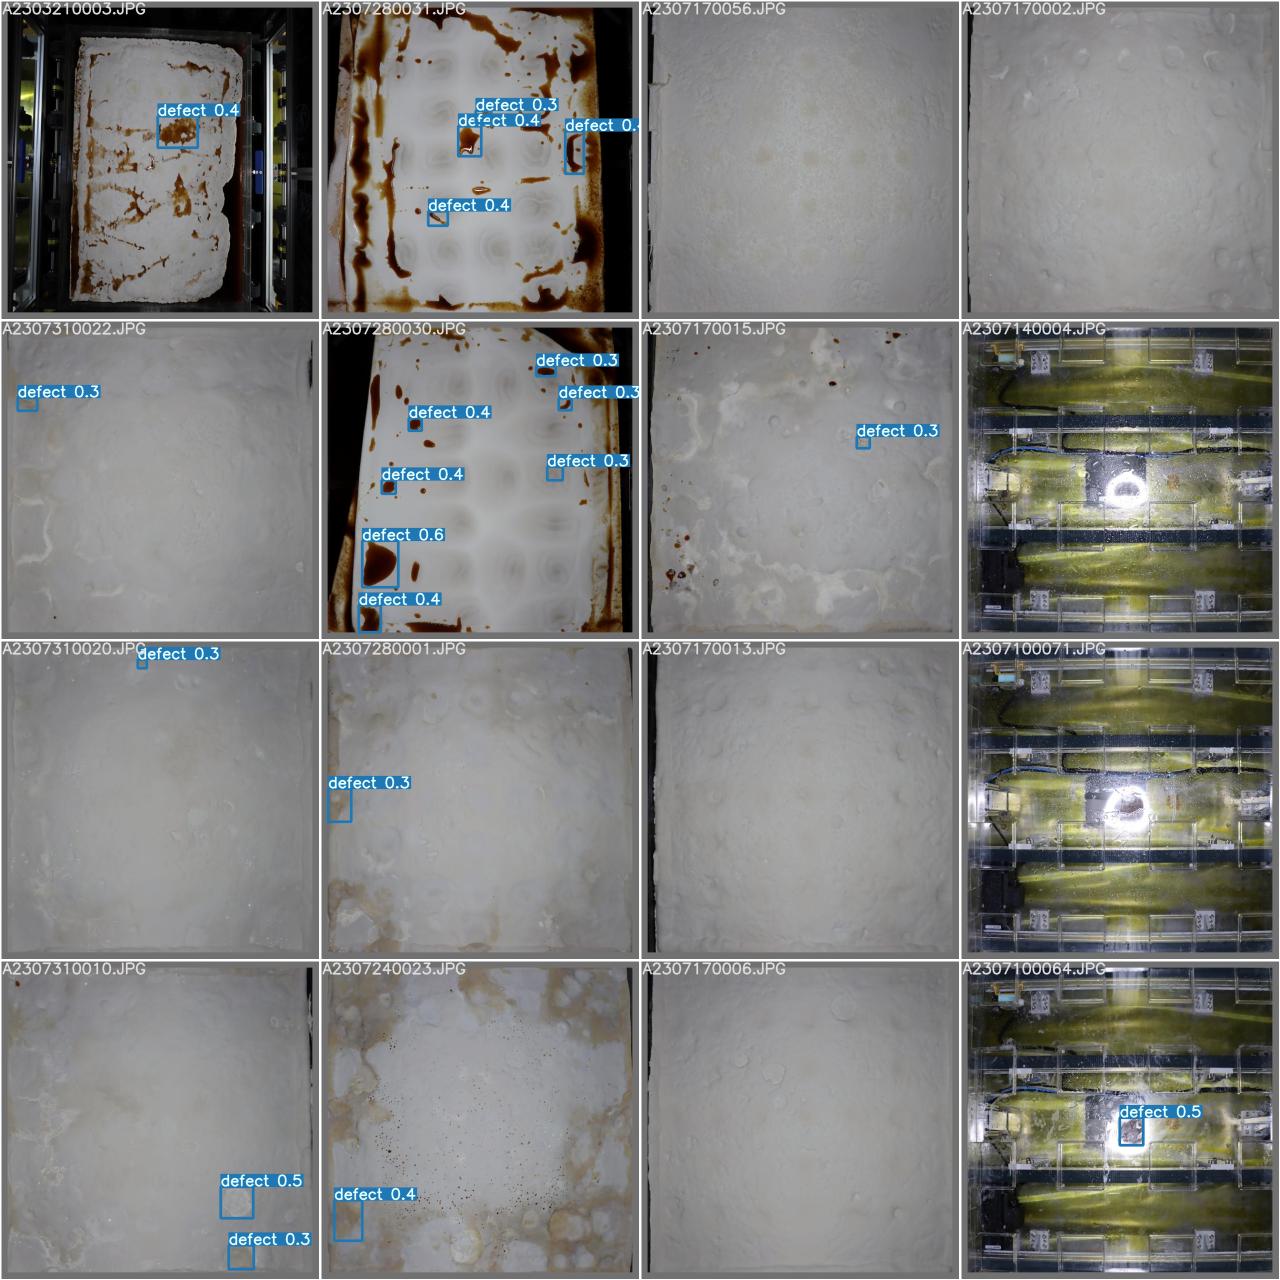 A2303210003.JPG
defect 0.4
A2307280031.JPG
defect 0.3
defect 0.4
defect 0.4
defect 0.4
A2307170056.JPG
A2307170002.JPG
A2307310022.JPG
defect 0.3
A2307280030.JPG
defect 0.3
defect 0.3
defect 0.4
defect 0.3
defect 0.4
defect 0.6
defect 0.4
A2307170015.JPG
defect 0.3
A2307140004.JPG
A2307310020.JPG
defect 0.3
A2307280001.JPG
defect 0.3
A2307170013.JPG
A2307100071.JPG
A2307310010.JPG
defect 0.5
defect 0.3
A2307240023.JPG
defect 0.4
A2307170006.JPG
A2307100064.JPG
defect 0.5